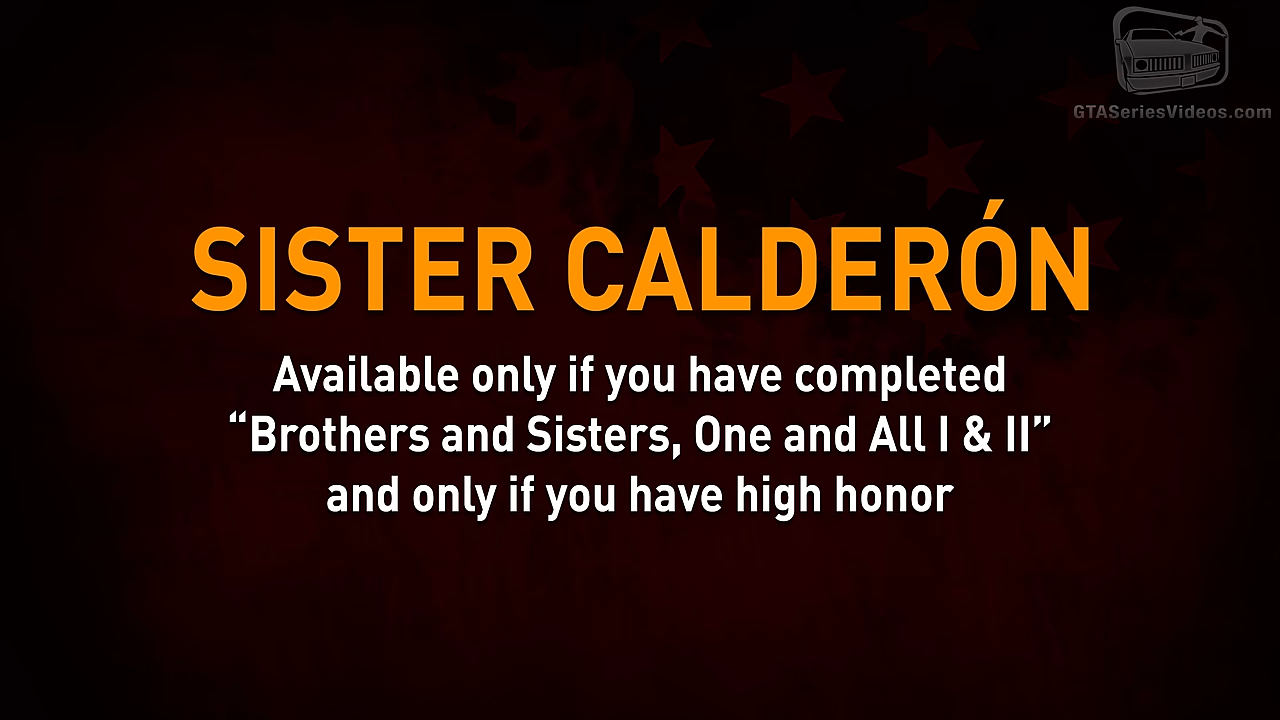 GTASeriesVideos.com
SISTER CALDERÓN
Available only if you have completed
“Brothers and Sisters, One and All I & II”
and only if you have high honor